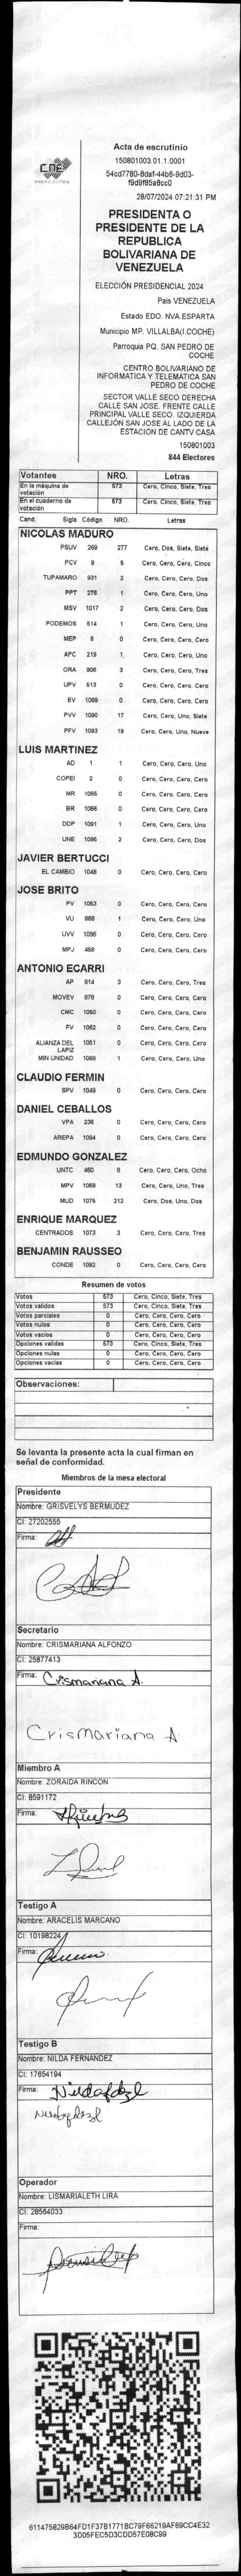 CNE
Acta de escrutinio
150801003.01.1.0001
54cd7780-8daf-44b6-9d03-
f9d9f85a8cc0
28/07/2024 07:21:31 PM
PRESIDENTA O
PRESIDENTE DE LA
REPUBLICA
BOLIVARIANA DE
VENEZUELA
ELECCIÓN PRESIDENCIAL 2024
Pais VENEZUELA
Estado EDO. NVA.ESPARTA
Municipio MP. VILLALBA(I.COCHE)
Parroquia PQ. SAN PEDRO DE
COCHE
CENTRO BOLIVARIANO DE
INFORMATICA Y TELEMATICA SAN
PEDRO DE COCHE
SECTOR VALLE SECO DERECHA
CALLE SAN JOSE. FRENTE CALLE
PRINCIPAL VALLE SECO. IZQUIERDA
CALLEJÓN SAN JOSE AL LADO DE LA
ESTACION DE CANTV CASA
150801003
844 Electores
Votantes NRO. Letras
En la máquina de votación 573 Cero, Cinco, Siete, Tres
En el cuaderno de votación 573 Cero, Cinco, Siete, Tres
Cand. Sigla Código NRO. Letras
NICOLAS MADURO
PSUV 269 277 Cero, Dos, Siete, Siete
PCV 9 5 Cero, Cero, Cero, Cinco
TUPAMARO 931 2 Cero, Cero, Cero, Dos
PPT 278 1 Cero, Cero, Cero, Uno
MSV 1017 2 Cero, Cero, Cero, Dos
PODEMOS 514 1 Cero, Cero, Cero, Uno
MEP 6 0 Cero, Cero, Cero, Cero
APC 219 1 Cero, Cero, Cero, Uno
ORA 906 3 Cero, Cero, Cero, Tres
UPV 513 0 Cero, Cero, Cero, Cero
EV 1089 0 Cero, Cero, Cero, Cero
PVV 1090 17 Cero, Cero, Uno, Siete
PFV 1093 19 Cero, Cero, Uno, Nueve
LUIS MARTINEZ
AD 1 1 Cero, Cero, Cero, Uno
COPEI 2 0 Cero, Cero, Cero, Cero
MR 1065 0 Cero, Cero, Cero, Cero
BR 1066 0 Cero, Cero, Cero, Cero
DDP 1091 1 Cero, Cero, Cero, Uno
UNE 1095 2 Cero, Cero, Cero, Dos
JAVIER BERTUCCI
EL CAMBIO 1048 0 Cero, Cero, Cero, Cero
JOSE BRITO
PV 1053 0 Cero, Cero, Cero, Cero
VU 868 1 Cero, Cero, Cero, Uno
UVV 1096 0 Cero, Cero, Cero, Cero
MPJ 459 0 Cero, Cero, Cero, Cero
ANTONIO ECARRI
AP 914 3 Cero, Cero, Cero, Tres
MOVEV 878 0 Cero, Cero, Cero, Cero
CMC 1050 0 Cero, Cero, Cero, Cero
FV 1062 0 Cero, Cero, Cero, Cero
ALIANZA DEL LAPIZ 1051 0 Cero, Cero, Cero, Cero
MIN UNIDAD 1068 1 Cero, Cero, Cero, Uno
CLAUDIO FERMIN
SPV 1049 0 Cero, Cero, Cero, Cero
DANIEL CEBALLOS
VPA 236 0 Cero, Cero, Cero, Cero
AREPA 1094 0 Cero, Cero, Cero, Cero
EDMUNDO GONZALEZ
UNTC 460 8 Cero, Cero, Cero, Ocho
MPV 1069 13 Cero, Cero, Uno, Tres
MUD 1075 212 Cero, Dos, Uno, Dos
ENRIQUE MARQUEZ
CENTRADOS 1073 3 Cero, Cero, Cero, Tres
BENJAMIN RAUSSEO
CONDE 1092 0 Cero, Cero, Cero, Cero
Resumen de votos
Votos 573 Cero, Cinco, Siete, Tres
Votos validos 573 Cero, Cinco, Siete, Tres
Votos parciales 0 Cero, Cero, Cero, Cero
Votos nulos 0 Cero, Cero, Cero, Cero
Votos vacios 0 Cero, Cero, Cero, Cero
Opciones validas 573 Cero, Cinco, Siete, Tres
Opciones nulas 0 Cero, Cero, Cero, Cero
Opciones vacias 0 Cero, Cero, Cero, Cero
Observaciones:
Se levanta la presente acta la cual firman en
señal de conformidad.
Miembros de la mesa electoral
Presidente
Nombre: GRISVELYS BERMUDEZ
CI: 27202555
Firma:
Secretario
Nombre: CRISMARIANA ALFONZO
CI: 25877413
Firma: Crismariana A.
CrisMariana A
Miembro A
Nombre: ZORAIDA RINCON
CI: 8591172
Firma:
Testigo A
Nombre: ARACELIS MARCANO
CI: 10198224
Firma:
Testigo B
Nombre: NILDA FERNANDEZ
CI: 17654194
Firma:
Operador
Nombre: LISMARIALETH LIRA
CI: 28564033
Firma:
611475829B64FD1F37B1771BC79F66219AF69CC4E32
3D05FEC5D3CDD57E08C99